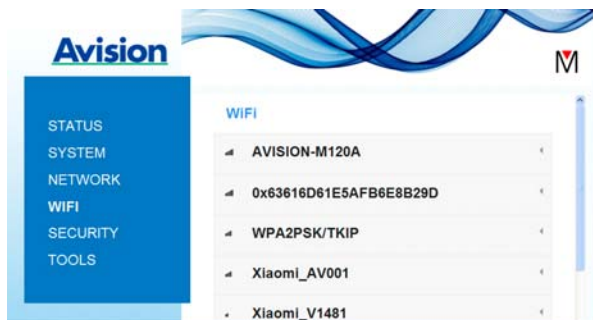 Avision
M
STATUS
SYSTEM
NETWORK
WIFI
SECURITY
TOOLS
WiFi
AVISION-M120A
0x63616D61E5AFB6E8B29D
WPA2PSK/TKIP
Xiaomi_AV001
Xiaomi_V1481